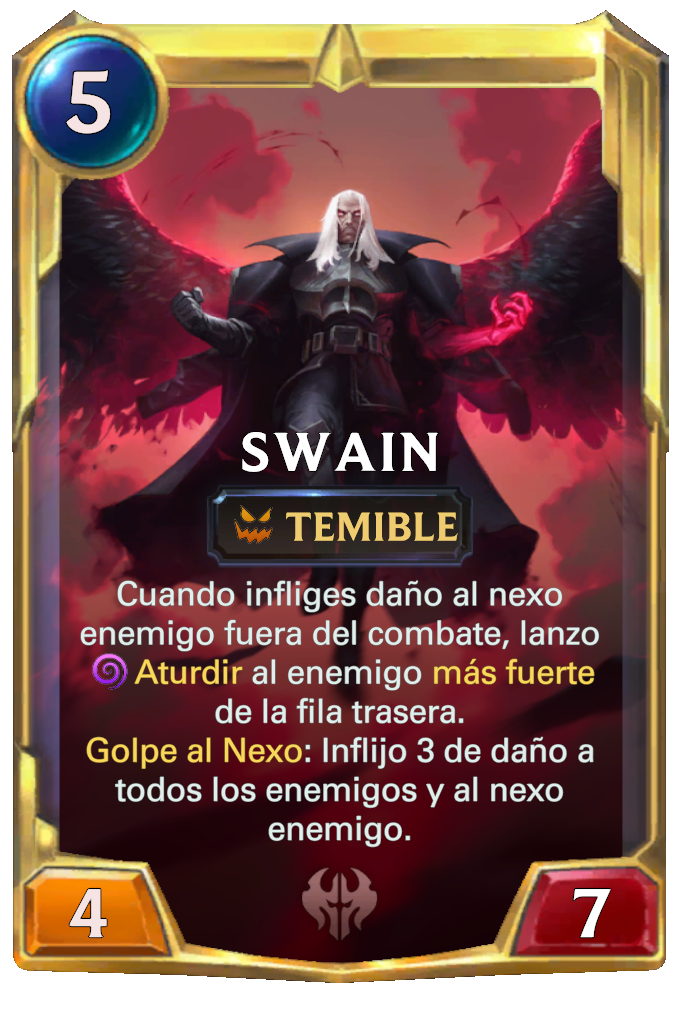 5
SWAIN
TEMIBLE
Cuando infliges daño al nexo
enemigo fuera del combate, lanzo
Aturdir al enemigo más fuerte
de la fila trasera.
Golpe al Nexo: Inflijo 3 de daño a
todos los enemigos y al nexo
enemigo.
4
7